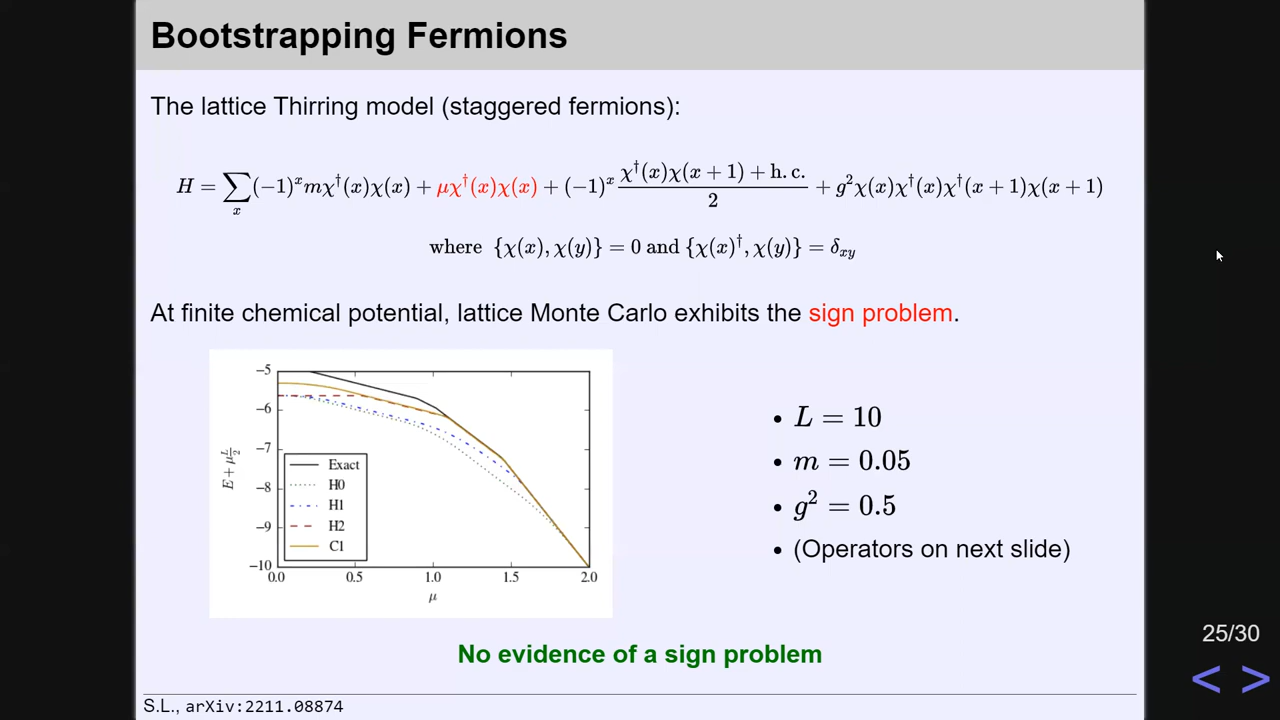 Bootstrapping Fermions
The lattice Thirring model (staggered fermions):
H = ∑_x (−1)^x mχ†(x)χ(x) + μχ†(x)χ(x) + (−1)^x (χ†(x)χ(x + 1) + h.c.)/2 + g²χ(x)χ†(x)χ†(x + 1)χ(x + 1)
where {χ(x), χ(y)} = 0 and {χ(x)†, χ(y)} = δ_xy
At finite chemical potential, lattice Monte Carlo exhibits the sign problem.
−5
−6
−7
−8
−9
−10
E + μ L/2
Exact
H0
H1
H2
C1
0.0 0.5 1.0 1.5 2.0
μ
• L = 10
• m = 0.05
• g² = 0.5
• (Operators on next slide)
No evidence of a sign problem
25/30
< >
S.L., arXiv:2211.08874